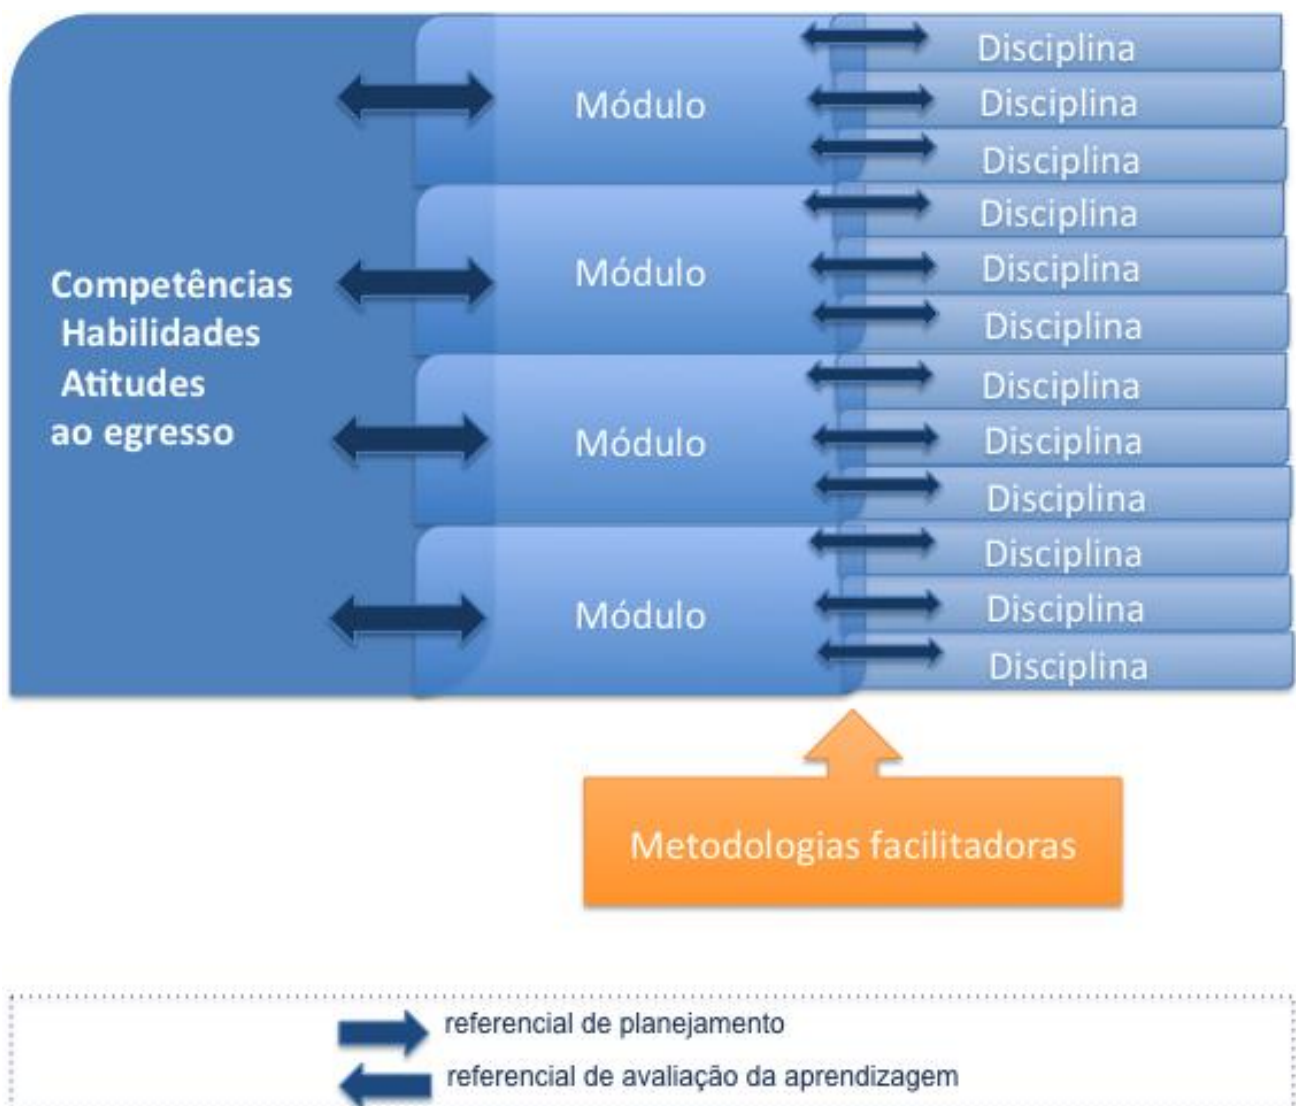 Competências
Habilidades
Atitudes
ao egresso
Módulo
Disciplina
Disciplina
Disciplina
Módulo
Disciplina
Disciplina
Disciplina
Módulo
Disciplina
Disciplina
Disciplina
Módulo
Disciplina
Disciplina
Disciplina
Metodologias facilitadoras
referencial de planejamento
referencial de avaliação da aprendizagem